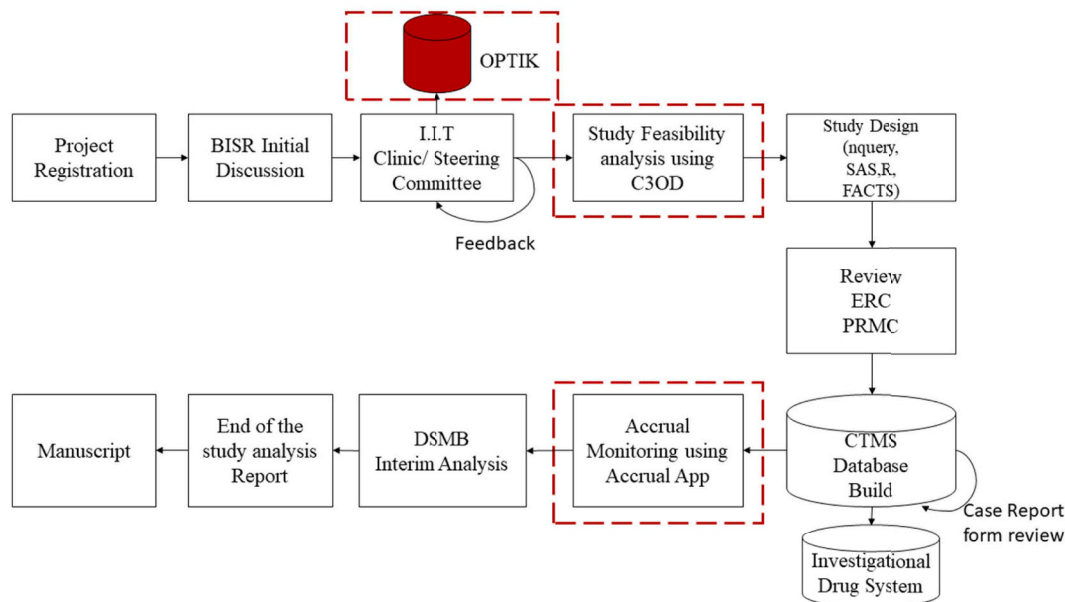 OPTIK
Project
Registration
BISR Initial
Discussion
I.I.T
Clinic/ Steering
Committee
Study Feasibility
analysis using
C3OD
Study Design
(nquery,
SAS,R,
FACTS)
Feedback
Review
ERC
PRMC
Manuscript
End of the
study analysis
Report
DSMB
Interim Analysis
Accrual
Monitoring using
Accrual App
CTMS
Database
Build
Case Report
form review
Investigational
Drug System